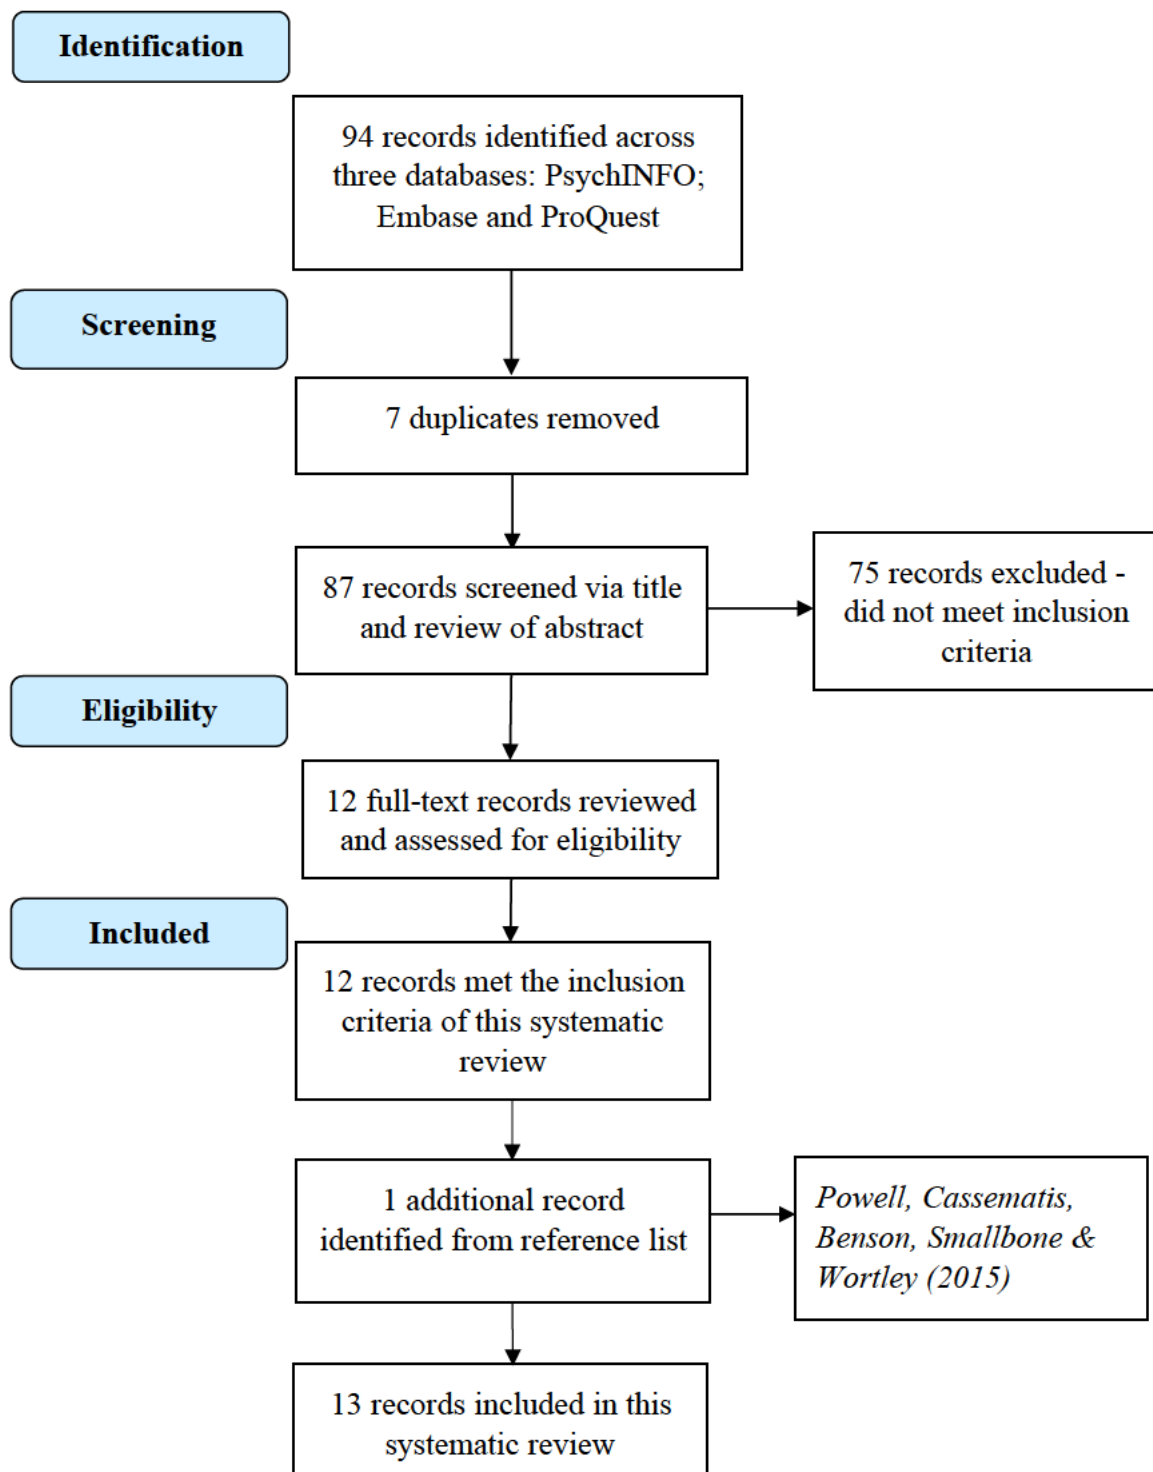 Identification
94 records identified across
three databases: PsychINFO;
Embase and ProQuest
Screening
7 duplicates removed
87 records screened via title
and review of abstract
75 records excluded -
did not meet inclusion
criteria
Eligibility
12 full-text records reviewed
and assessed for eligibility
Included
12 records met the inclusion
criteria of this systematic
review
1 additional record
identified from reference list
Powell, Cassematis,
Benson, Smallbone &
Wortley (2015)
13 records included in this
systematic review